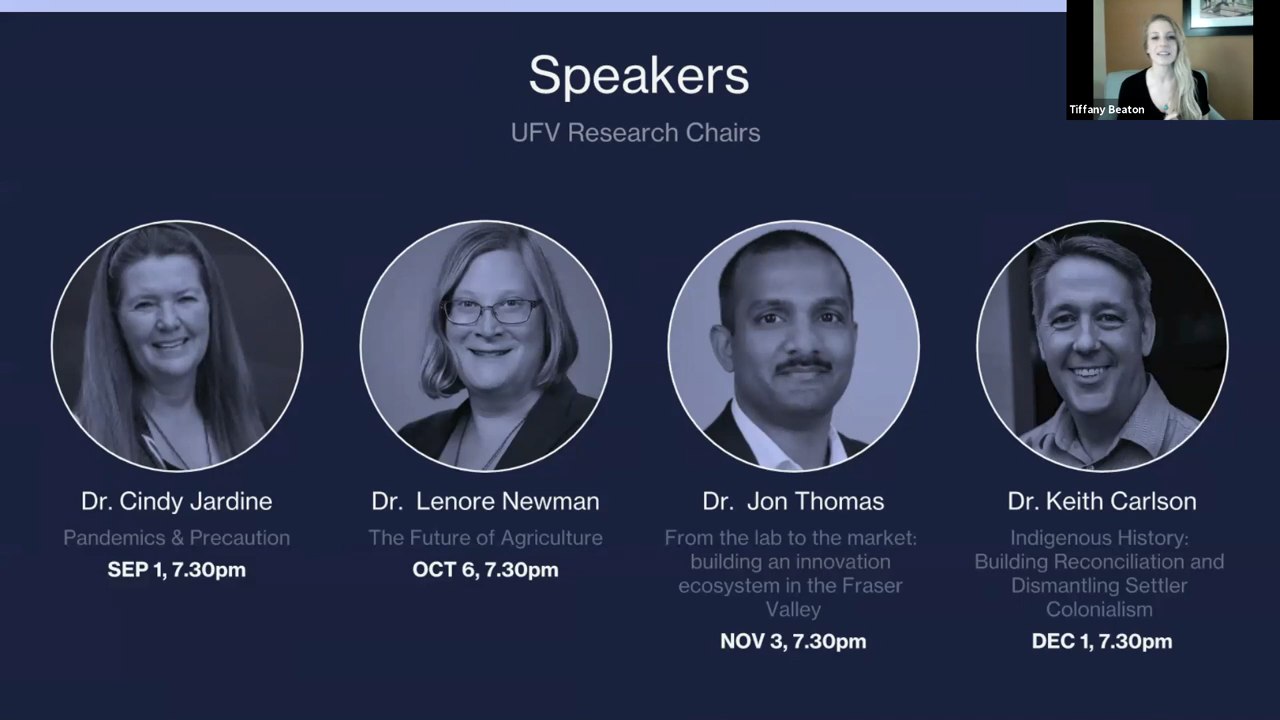 Speakers
UFV Research Chairs
Tiffany Beaton
Dr. Cindy Jardine
Pandemics & Precaution
SEP 1, 7.30pm
Dr. Lenore Newman
The Future of Agriculture
OCT 6, 7.30pm
Dr. Jon Thomas
From the lab to the market:
building an innovation
ecosystem in the Fraser
Valley
NOV 3, 7.30pm
Dr. Keith Carlson
Indigenous History:
Building Reconciliation and
Dismantling Settler
Colonialism
DEC 1, 7.30pm